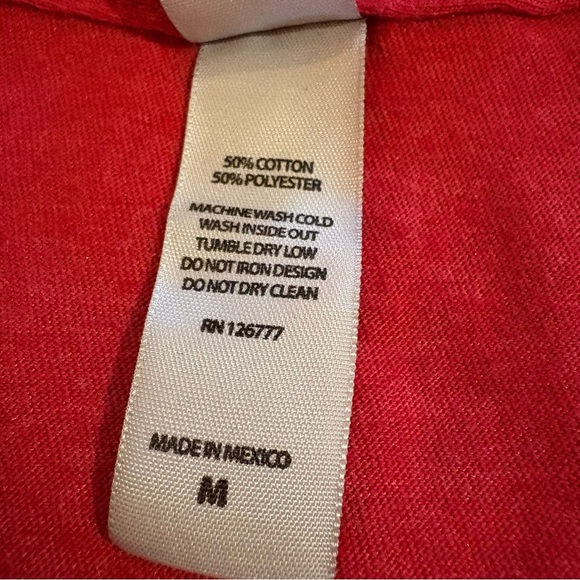 50% COTTON
50% POLYESTER
MACHINE WASH COLD
WASH INSIDE OUT
TUMBLE DRY LOW
DO NOT IRON DESIGN
DO NOT DRY CLEAN
RN 126777
MADE IN MEXICO
M